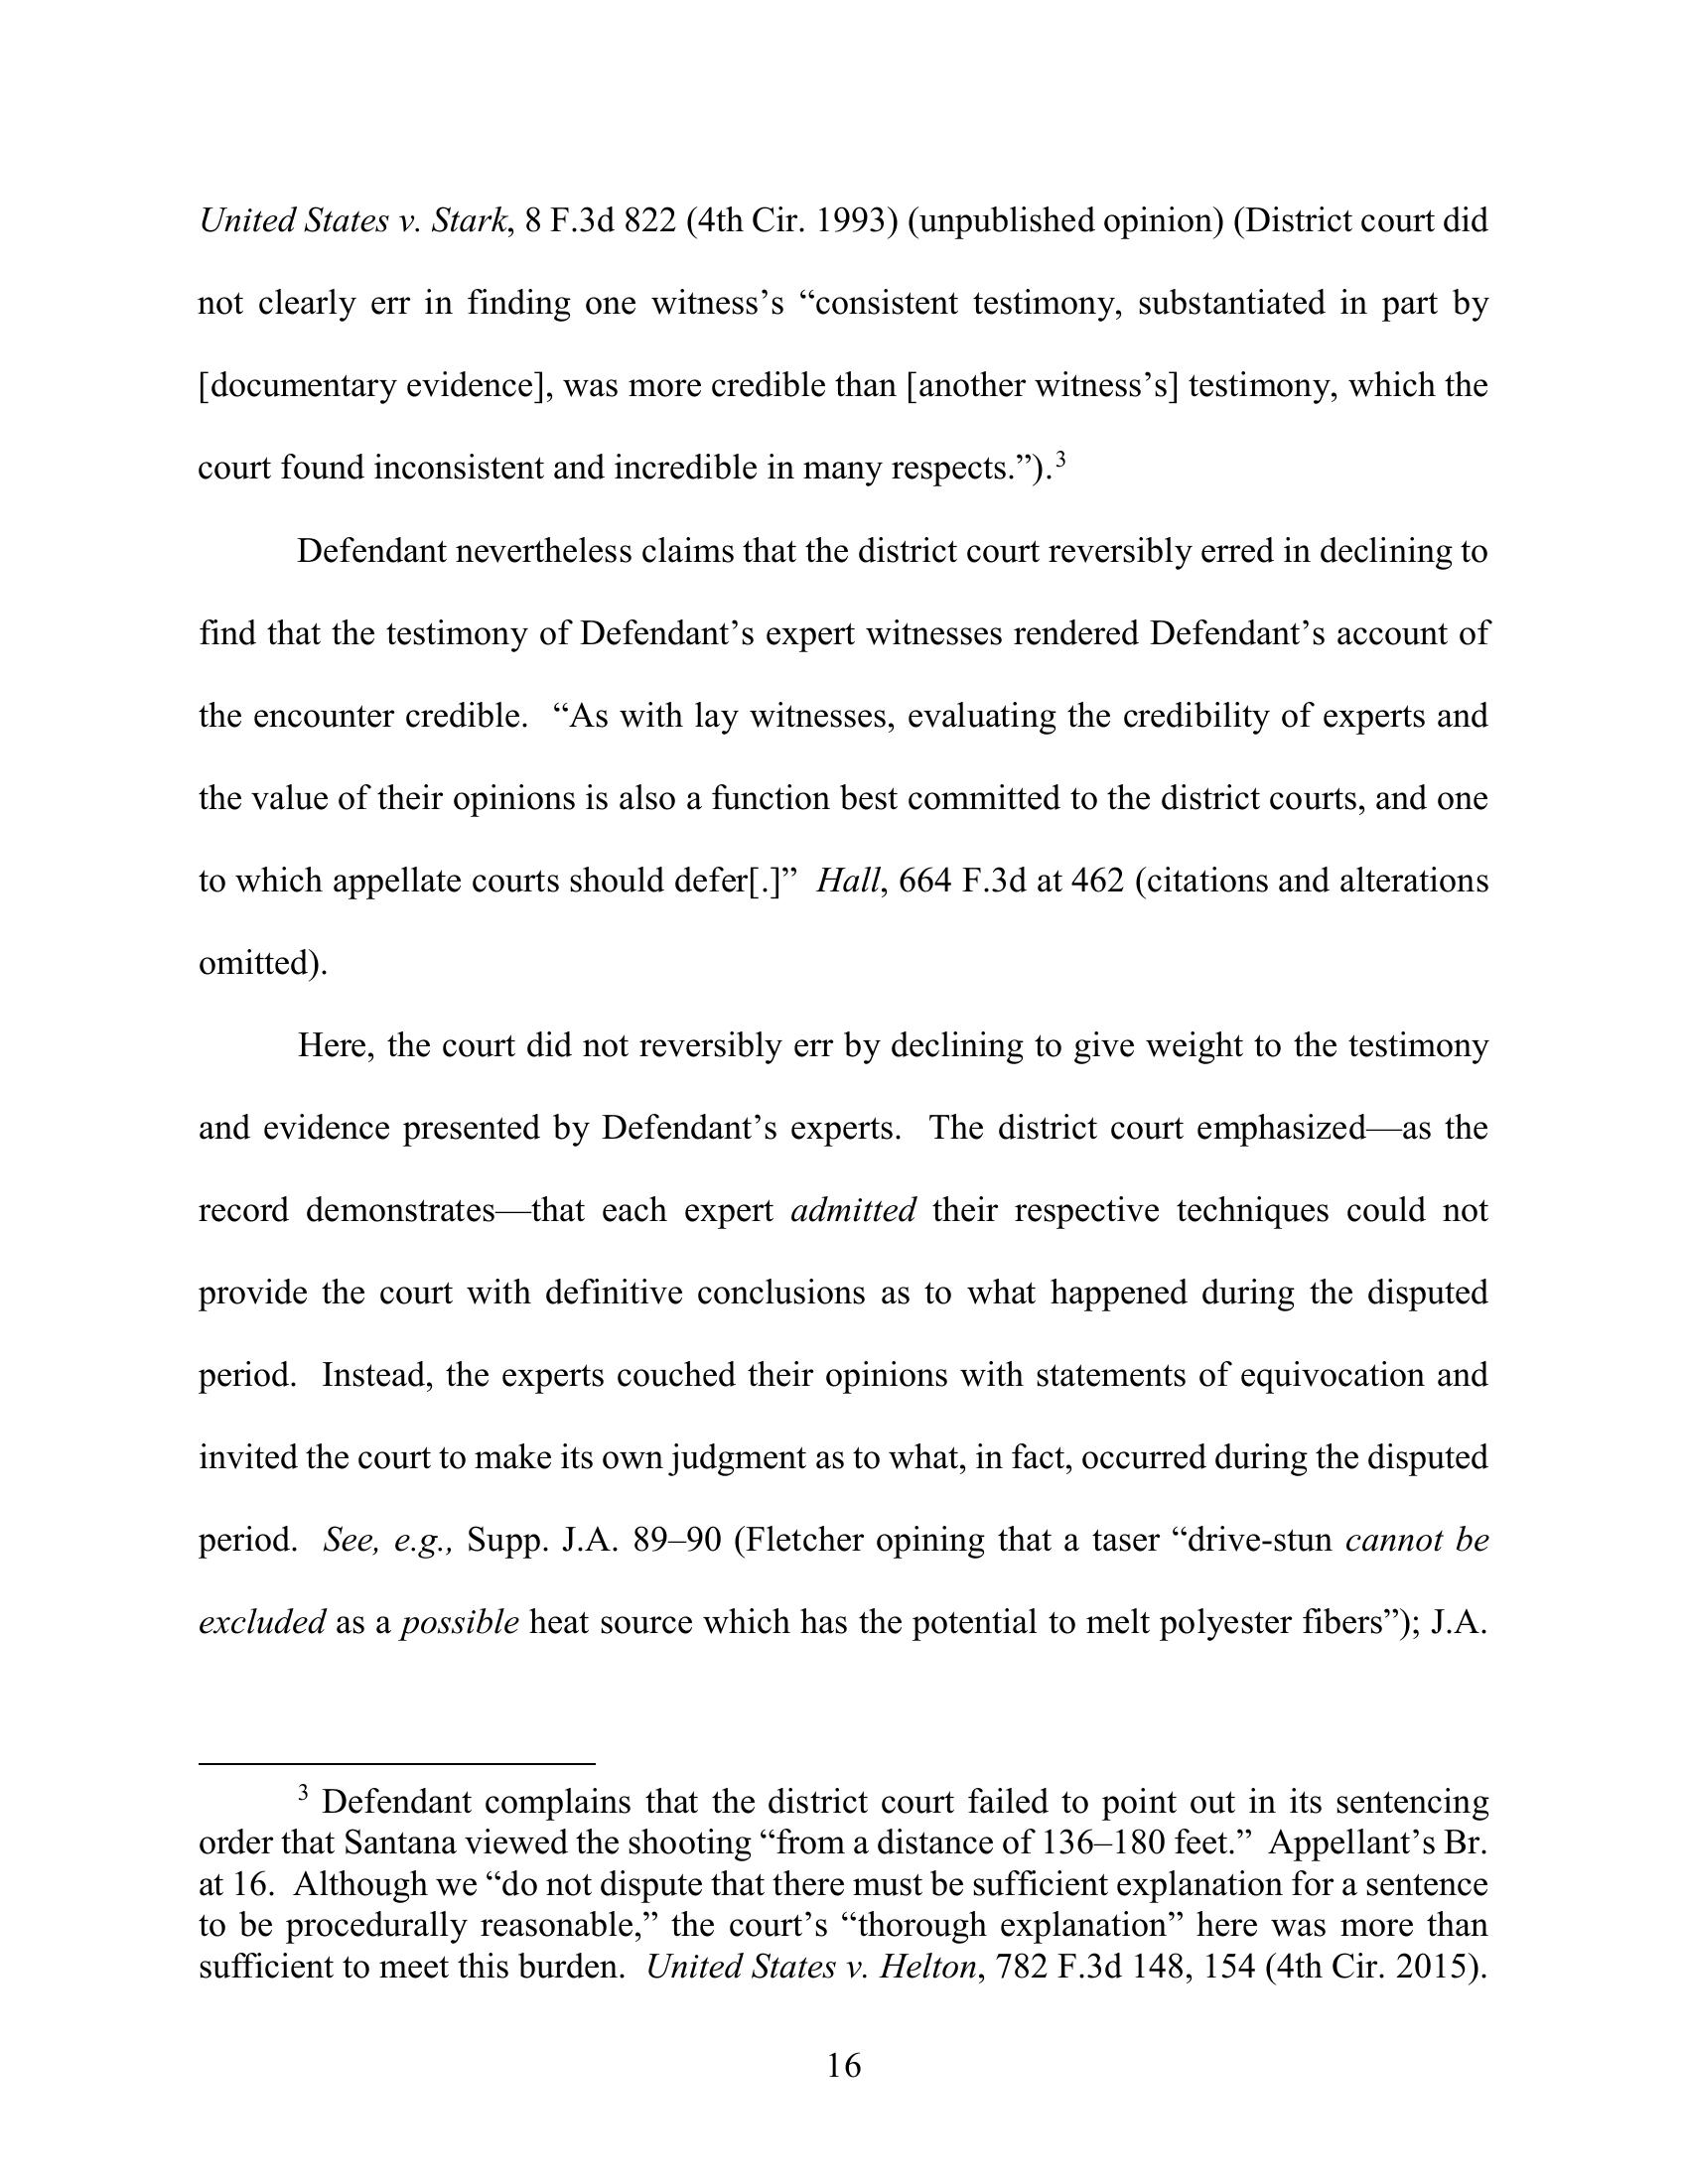 United States v. Stark, 8 F.3d 822 (4th Cir. 1993) (unpublished opinion) (District court did
not clearly err in finding one witness’s “consistent testimony, substantiated in part by
[documentary evidence], was more credible than [another witness’s] testimony, which the
court found inconsistent and incredible in many respects.”).³
Defendant nevertheless claims that the district court reversibly erred in declining to
find that the testimony of Defendant’s expert witnesses rendered Defendant’s account of
the encounter credible. “As with lay witnesses, evaluating the credibility of experts and
the value of their opinions is also a function best committed to the district courts, and one
to which appellate courts should defer[.]” Hall, 664 F.3d at 462 (citations and alterations
omitted).
Here, the court did not reversibly err by declining to give weight to the testimony
and evidence presented by Defendant’s experts. The district court emphasized—as the
record demonstrates—that each expert admitted their respective techniques could not
provide the court with definitive conclusions as to what happened during the disputed
period. Instead, the experts couched their opinions with statements of equivocation and
invited the court to make its own judgment as to what, in fact, occurred during the disputed
period. See, e.g., Supp. J.A. 89–90 (Fletcher opining that a taser “drive-stun cannot be
excluded as a possible heat source which has the potential to melt polyester fibers”); J.A.
³ Defendant complains that the district court failed to point out in its sentencing
order that Santana viewed the shooting “from a distance of 136–180 feet.” Appellant’s Br.
at 16. Although we “do not dispute that there must be sufficient explanation for a sentence
to be procedurally reasonable,” the court’s “thorough explanation” here was more than
sufficient to meet this burden. United States v. Helton, 782 F.3d 148, 154 (4th Cir. 2015).
16